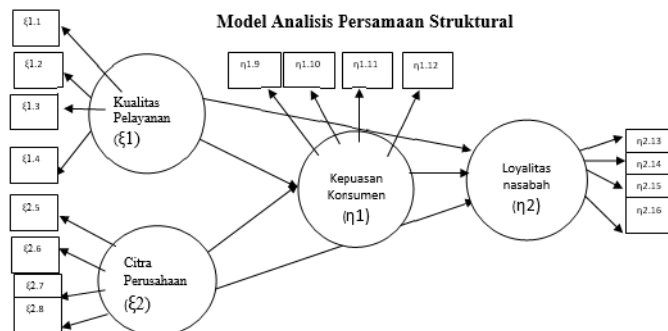 Model Analisis Persamaan Struktural
ξ1.1
ξ1.2
ξ1.3
ξ1.4
Kualitas
Pelayanan
(ξ1)
η1.9
η1.10
η1.11
η1.12
Kepuasan
Konsumen
(η1)
Loyalitas
nasabah
(η2)
η2.13
η2.14
η2.15
η2.16
ξ2.5
ξ2.6
ξ2.7
ξ2.8
Citra
Perusahaan
(ξ2)